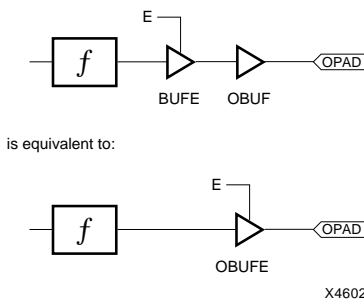 E
f
OPAD
BUFE OBUF
is equivalent to:
E
f
OPAD
OBUFE
X4602